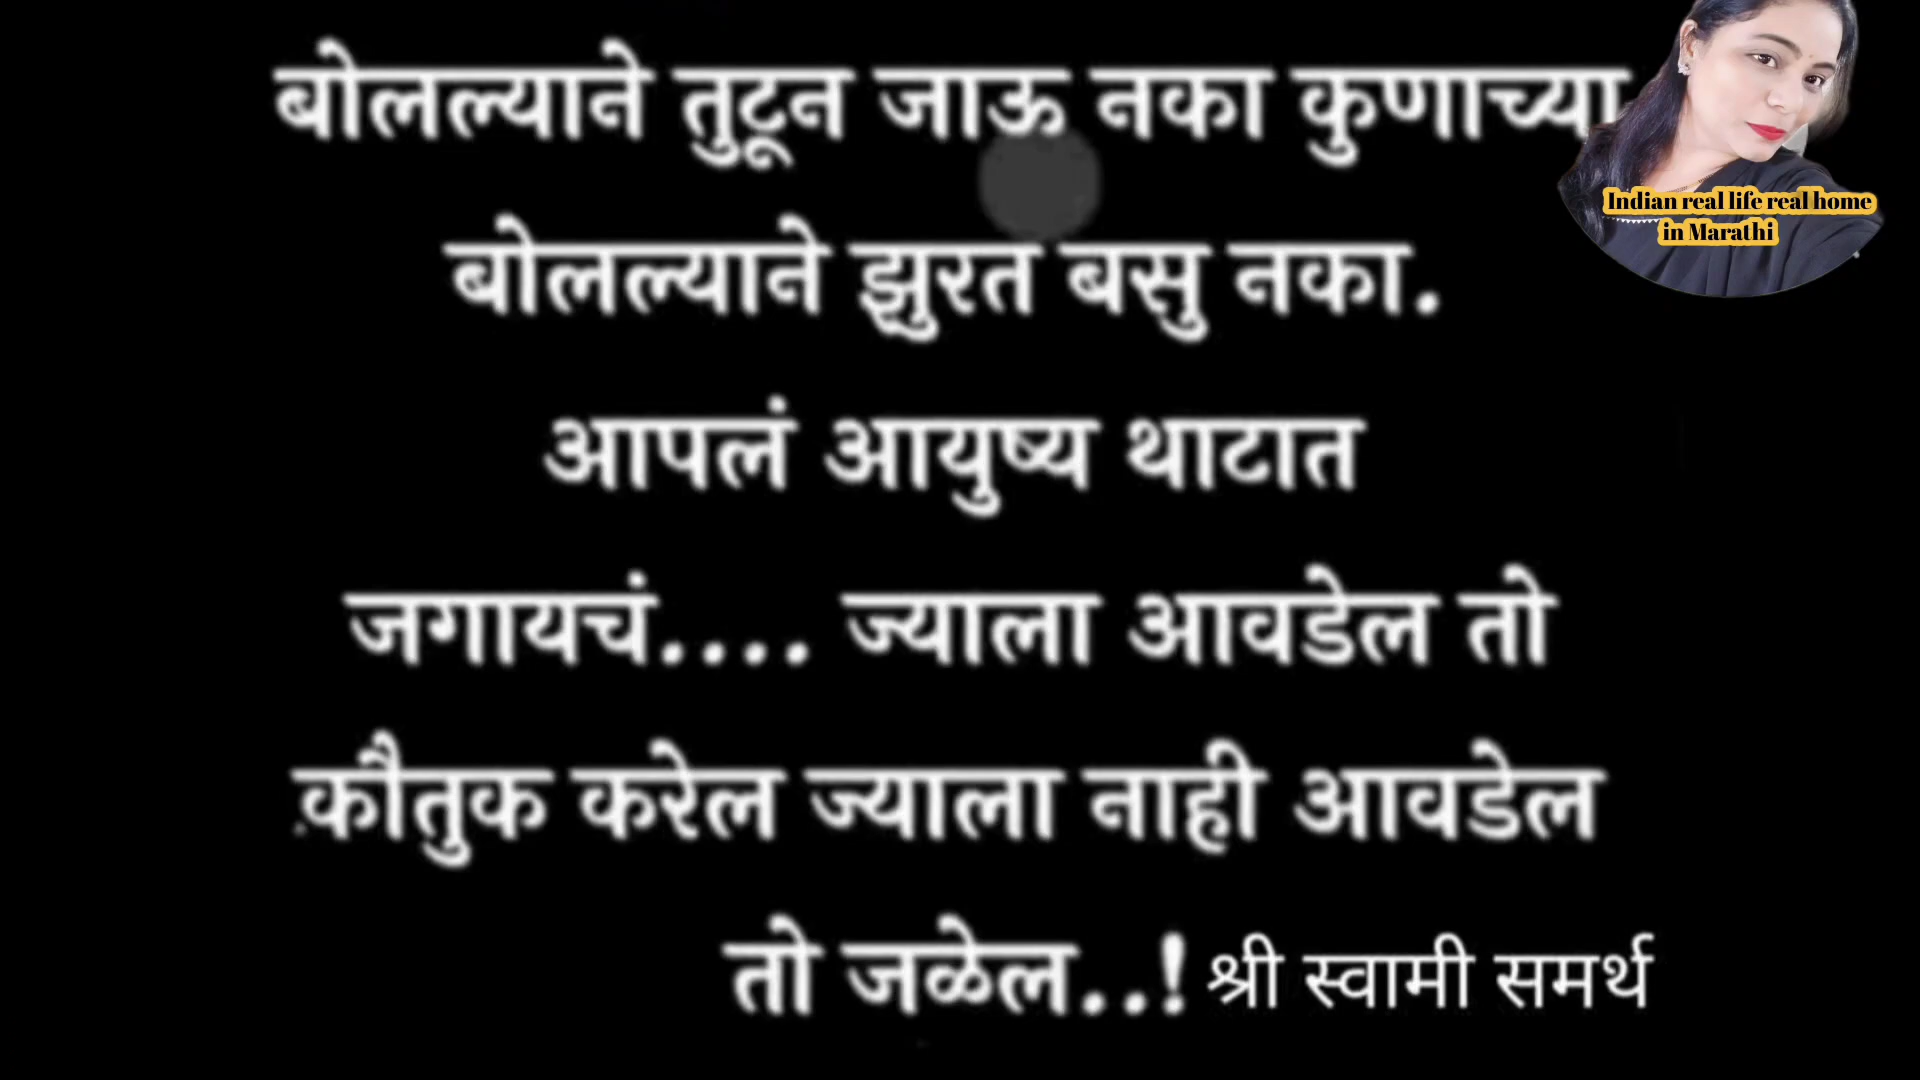 बोलल्याने तुटून जाऊ नका कुणाच्या
बोलल्याने झुरत बसु नका.
आपलं आयुष्य थाटात
जगायचं.... ज्याला आवडेल तो
कौतुक करेल ज्याला नाही आवडेल
तो जळेल..! श्री स्वामी समर्थ
Indian real life real home
in Marathi